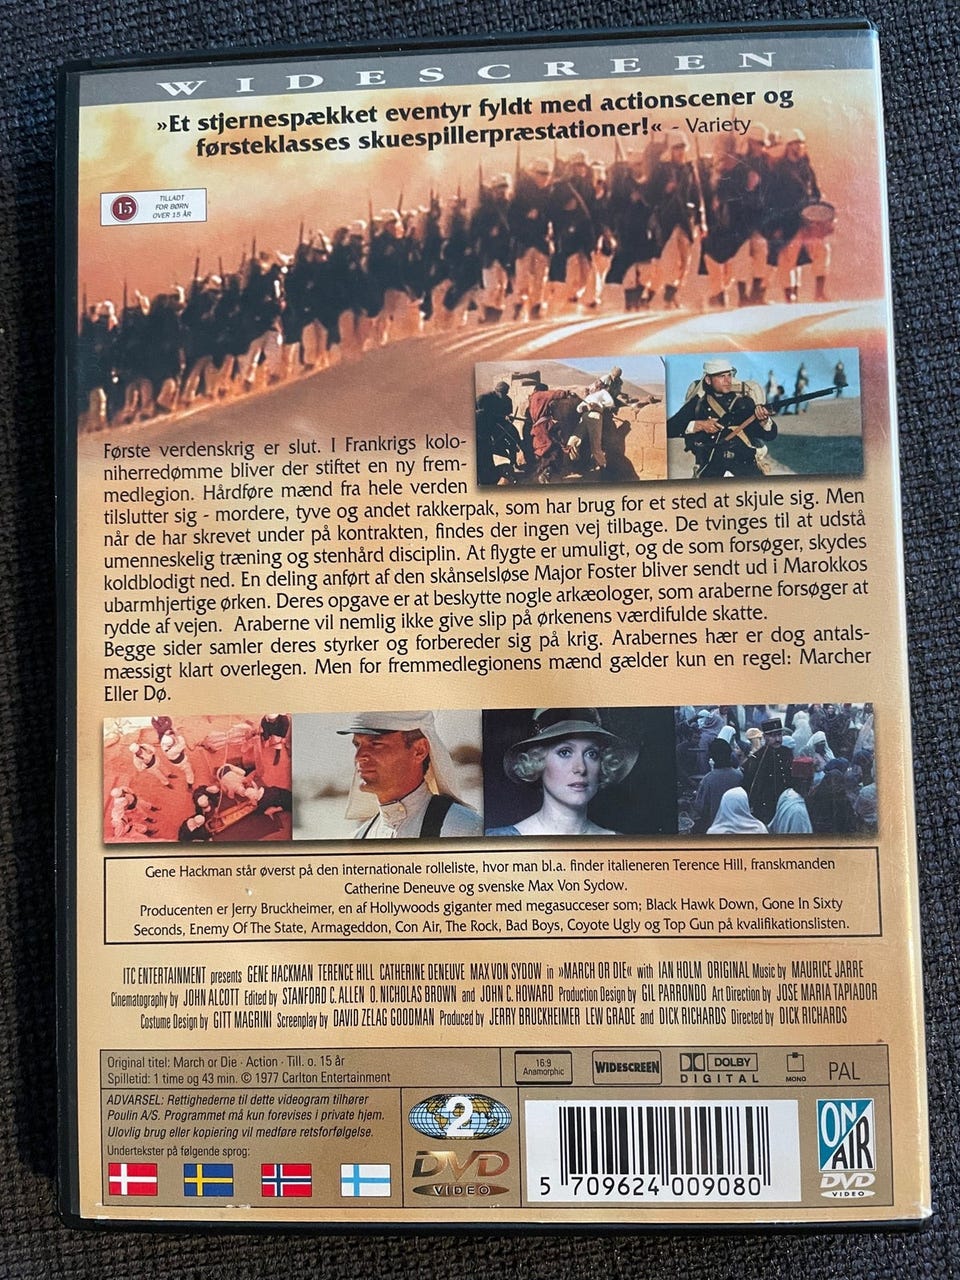 WIDESCREEN
»Et stjernespækket eventyr fyldt med actionscener og
førsteklasses skuespillerpræstationer!« - Variety
15
TILLADT
FOR BØRN
OVER 15 ÅR
Første verdenskrig er slut. I Frankrigs kolo-
niherredømme bliver der stiftet en ny frem-
medlegion. Hårdføre mænd fra hele verden
tilslutter sig - mordere, tyve og andet rakkerpak, som har brug for et sted at skjule sig. Men
når de har skrevet under på kontrakten, findes der ingen vej tilbage. De tvinges til at udstå
umenneskelig træning og stenhård disciplin. At flygte er umuligt, og de som forsøger, skydes
koldblodigt ned. En deling anført af den skånselsløse Major Foster bliver sendt ud i Marokkos
ubarmhjertige ørken. Deres opgave er at beskytte nogle arkæologer, som araberne forsøger at
rydde af vejen. Araberne vil nemlig ikke give slip på ørkenens værdifulde skatte.
Begge sider samler deres styrker og forbereder sig på krig. Arabernes hær er dog antals-
mæssigt klart overlegen. Men for fremmedlegionens mænd gælder kun en regel: Marcher
Eller Dø.
Gene Hackman står øverst på den internationale rolleliste, hvor man bl.a. finder italieneren Terence Hill, franskmanden
Catherine Deneuve og svenske Max Von Sydow.
Producenten er Jerry Bruckheimer, en af Hollywoods giganter med megasucceser som; Black Hawk Down, Gone In Sixty
Seconds, Enemy Of The State, Armageddon, Con Air, The Rock, Bad Boys, Coyote Ugly og Top Gun på kvalifikationslisten.
ITC ENTERTAINMENT presents GENE HACKMAN TERENCE HILL CATHERINE DENEUVE MAX VON SYDOW in »MARCH OR DIE« with IAN HOLM ORIGINAL Music by MAURICE JARRE
Cinematography by JOHN ALCOTT Edited by STANFORD C. ALLEN O. NICHOLAS BROWN and JOHN C. HOWARD Production Design by GIL PARRONDO Art Direction by JOSE MARIA TAPIADOR
Costume Design by GITT MAGRINI Screenplay by DAVID ZELAG GOODMAN Produced by JERRY BRUCKHEIMER LEW GRADE and DICK RICHARDS Directed by DICK RICHARDS
Original titel: March or Die · Action · Till. o. 15 år
Spilletid: 1 time og 43 min. © 1977 Carlton Entertainment
16:9
Anamorphic
WIDESCREEN
DOLBY
DIGITAL
MONO
PAL
ADVARSEL: Rettighederne til dette videogram tilhører
Poulin A/S. Programmet må kun forevises i private hjem.
Ulovlig brug eller kopiering vil medføre retsforfølgelse.
Undertekster på følgende sprog:
2
DVD
VIDEO
5 709624 009080
ON
AIR
DVD
VIDEO